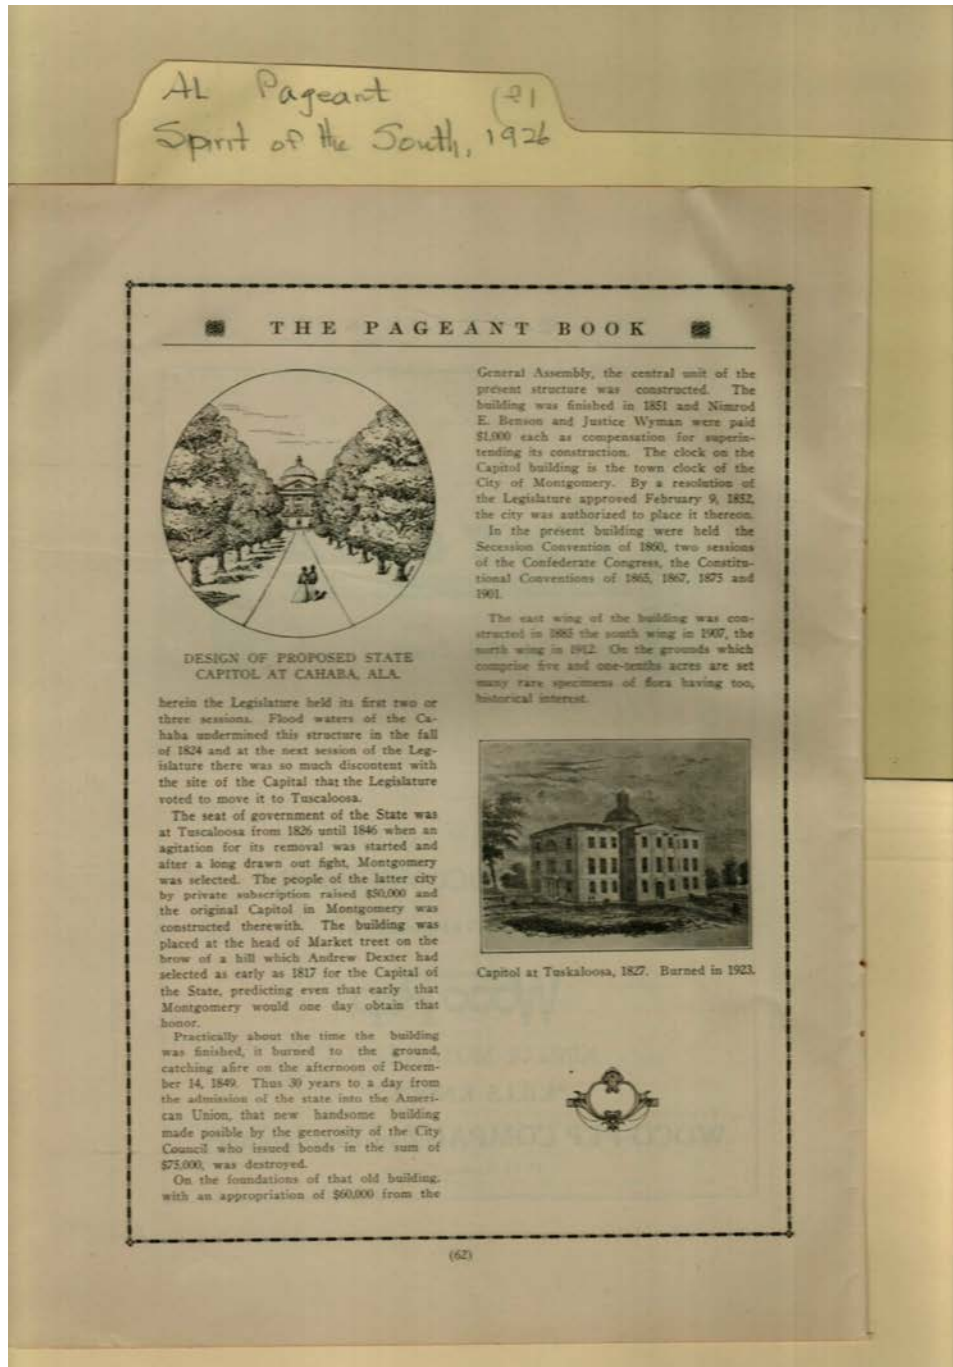 AL Pageant
Spirit of the South, 1926
THE PAGEANT BOOK
DESIGN OF PROPOSED STATE
CAPITOL AT CAHABA, ALA.
herein the Legislature held its first two or
three sessions. Flood waters of the Ca-
haba undermined this structure in the fall
of 1824 and at the next session of the Leg-
islature there was so much discontent with
the site of the Capital that the Legislature
voted to move it to Tuscaloosa.
The seat of government of the State was
at Tuscaloosa from 1826 until 1846 when an
agitation for its removal was started and
after a long drawn out fight, Montgomery
was selected. The people of the latter city
by private subscription raised $50,000 and
the original Capitol in Montgomery was
constructed therewith. The building was
placed at the head of Market treet on the
brow of a hill which Andrew Dexter had
selected as early as 1817 for the Capital of
the State, predicting even that early that
Montgomery would one day obtain that
honor.
Practically about the time the building
was finished, it burned to the ground,
catching afire on the afternoon of Decem-
ber 14, 1849. Thus 30 years to a day from
the admission of the state into the Ameri-
can Union, that new handsome building
made posible by the generosity of the City
Council who issued bonds in the sum of
$75,000, was destroyed.
On the foundations of that old building,
with an appropriation of $60,000 from the
General Assembly, the central unit of the
present structure was constructed. The
building was finished in 1851 and Nimrod
E. Benson and Justice Wyman were paid
$1,000 each as compensation for superin-
tending its construction. The clock on the
Capitol building is the town clock of the
City of Montgomery. By a resolution of
the Legislature approved February 9, 1852,
the city was authorized to place it thereon.
In the present building were held the
Secession Convention of 1860, two sessions
of the Confederate Congress, the Constitu-
tional Conventions of 1865, 1867, 1875 and
1901.
The east wing of the building was con-
structed in 1885 the south wing in 1907, the
north wing in 1912. On the grounds which
comprise five and one-tenths acres are set
many rare specimens of flora having too,
historical interest.
Capitol at Tuskaloosa, 1827. Burned in 1923.
(62)